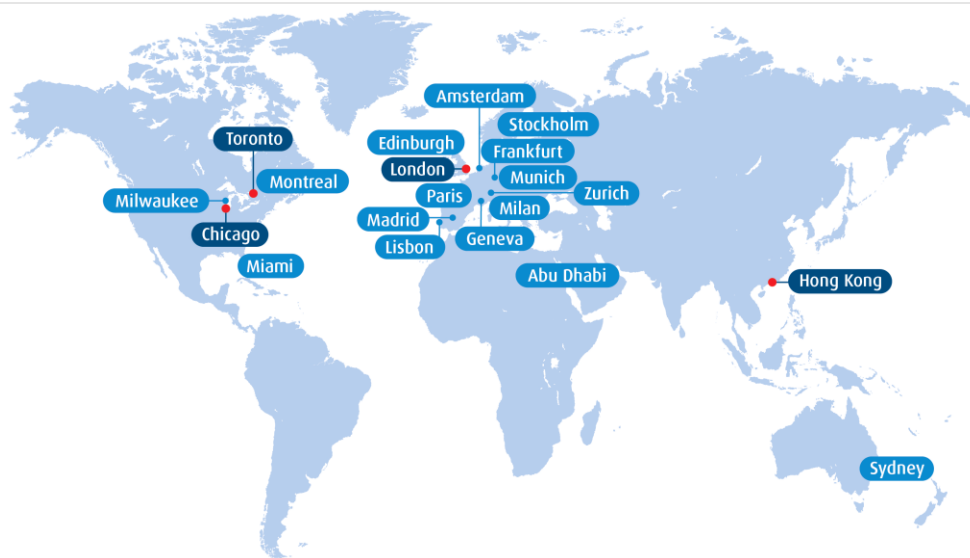 Amsterdam
Stockholm
Toronto
Edinburgh
Frankfurt
London
Montreal
Munich
Milwaukee
Paris
Zurich
Milan
Madrid
Chicago
Geneva
Lisbon
Miami
Abu Dhabi
Hong Kong
Sydney